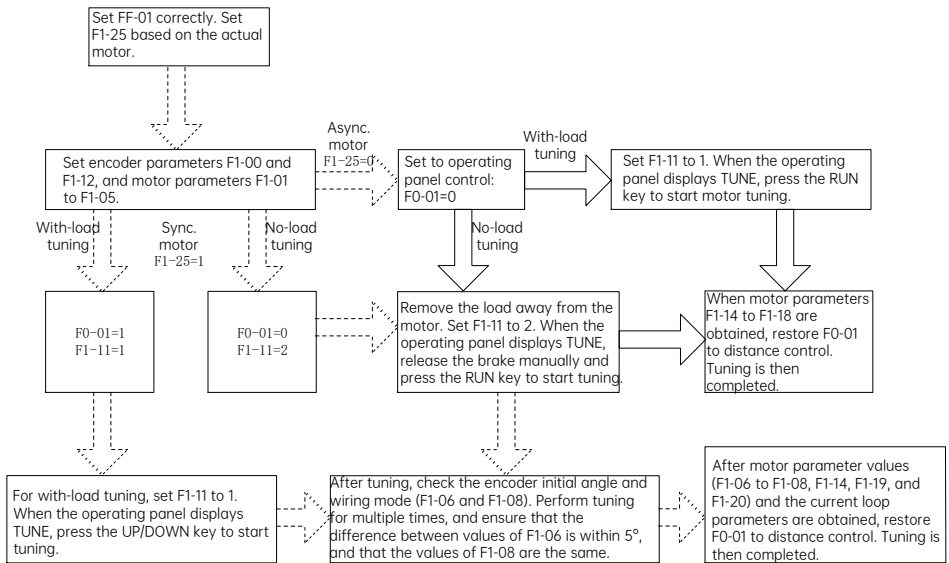 Set FF-01 correctly. Set
F1-25 based on the actual
motor.
Async.
motor
F1-25=0
With-load
tuning
Set encoder parameters F1-00 and
F1-12, and motor parameters F1-01
to F1-05.
Set to operating
panel control:
F0-01=0
Set F1-11 to 1. When the operating
panel displays TUNE, press the RUN
key to start motor tuning.
With-load
tuning
Sync.
motor
F1-25=1
No-load
tuning
No-load
tuning
F0-01=1
F1-11=1
F0-01=0
F1-11=2
Remove the load away from the
motor. Set F1-11 to 2. When the
operating panel displays TUNE,
release the brake manually and
press the RUN key to start tuning.
When motor parameters
F1-14 to F1-18 are
obtained, restore F0-01
to distance control.
Tuning is then
completed.
For with-load tuning, set F1-11 to 1.
When the operating panel displays
TUNE, press the UP/DOWN key to start
tuning.
After tuning, check the encoder initial angle and
wiring mode (F1-06 and F1-08). Perform tuning
for multiple times, and ensure that the
difference between values of F1-06 is within 5°,
and that the values of F1-08 are the same.
After motor parameter values
(F1-06 to F1-08, F1-14, F1-19, and
F1-20) and the current loop
parameters are obtained, restore
F0-01 to distance control. Tuning is
then completed.